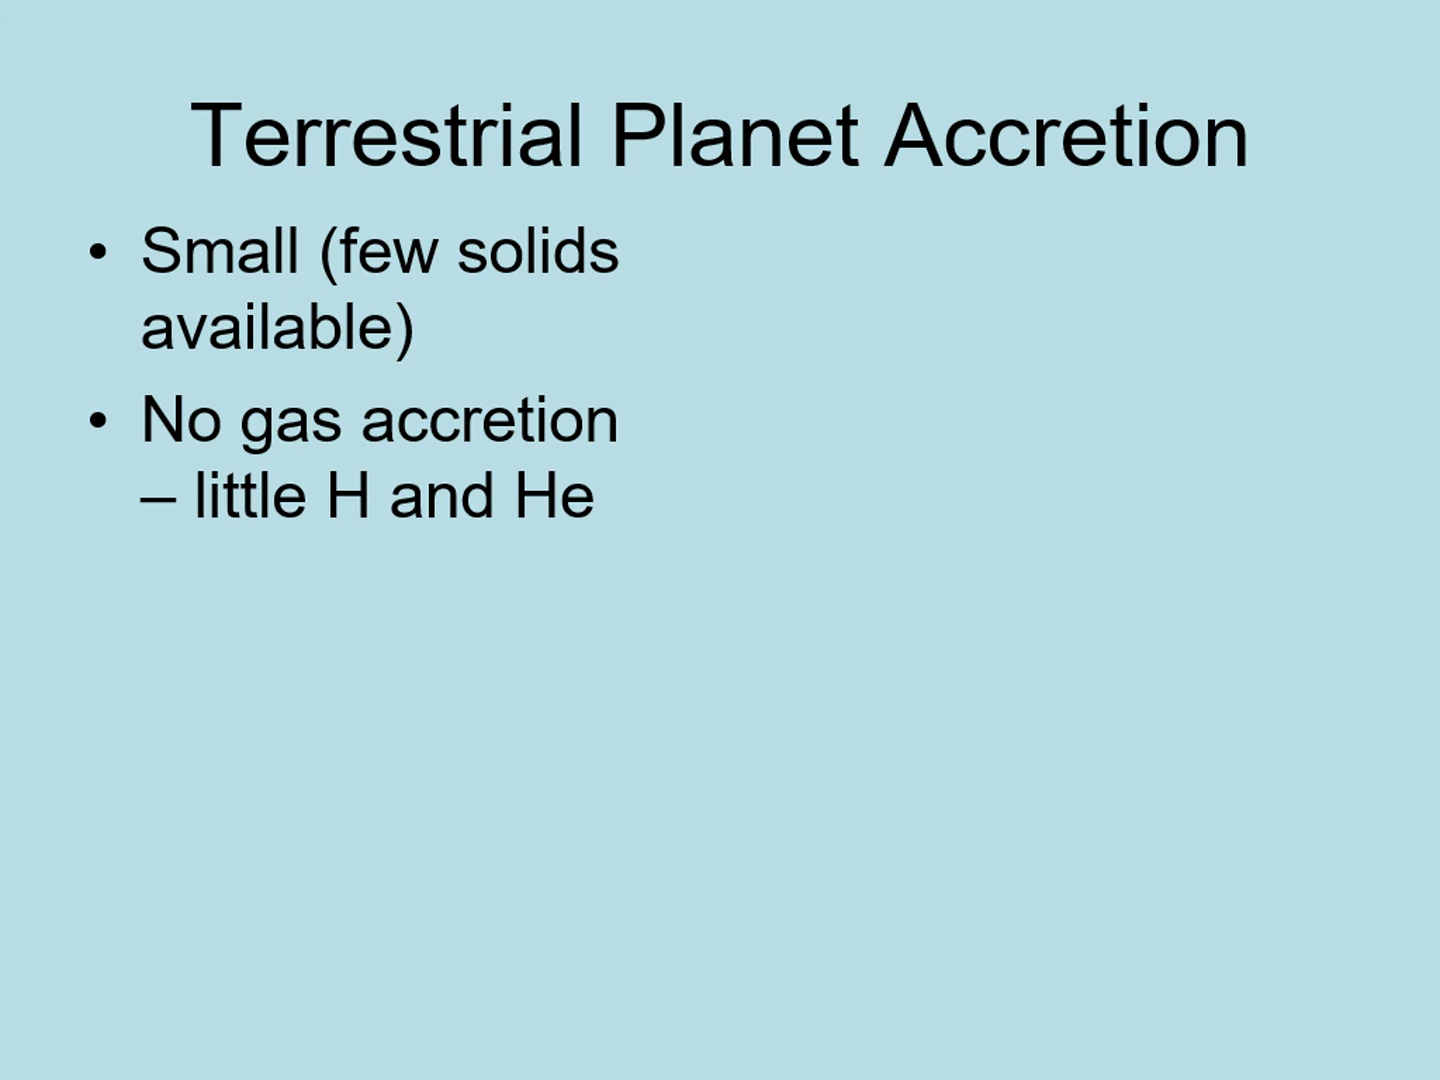 Terrestrial Planet Accretion
• Small (few solids
available)
• No gas accretion
– little H and He